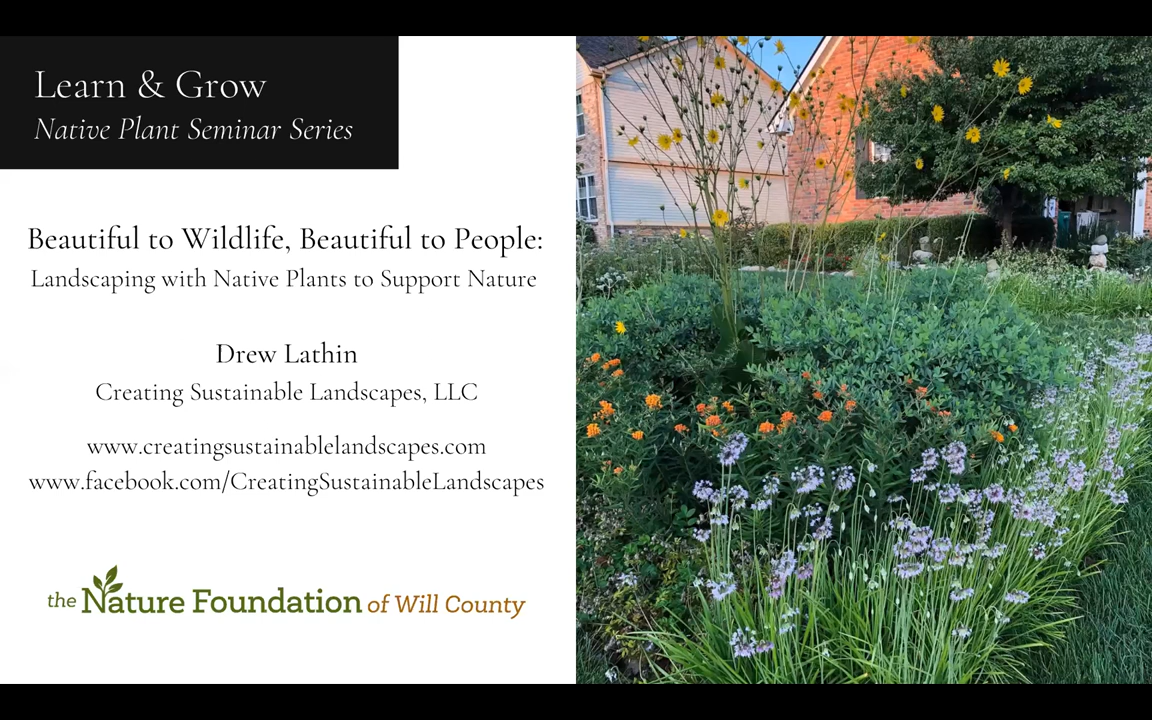 Learn & Grow
Native Plant Seminar Series
Beautiful to Wildlife, Beautiful to People:
Landscaping with Native Plants to Support Nature
Drew Lathin
Creating Sustainable Landscapes, LLC
www.creatingsustainablelandscapes.com
www.facebook.com/CreatingSustainableLandscapes
the Nature Foundation of Will County